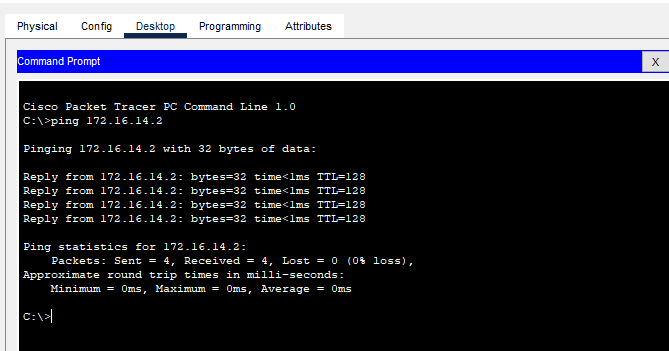 Physical Config Desktop Programming Attributes
Command Prompt X
Cisco Packet Tracer PC Command Line 1.0
C:\>ping 172.16.14.2
Pinging 172.16.14.2 with 32 bytes of data:
Reply from 172.16.14.2: bytes=32 time<1ms TTL=128
Reply from 172.16.14.2: bytes=32 time<1ms TTL=128
Reply from 172.16.14.2: bytes=32 time<1ms TTL=128
Reply from 172.16.14.2: bytes=32 time<1ms TTL=128
Ping statistics for 172.16.14.2:
    Packets: Sent = 4, Received = 4, Lost = 0 (0% loss),
Approximate round trip times in milli-seconds:
    Minimum = 0ms, Maximum = 0ms, Average = 0ms
C:\>